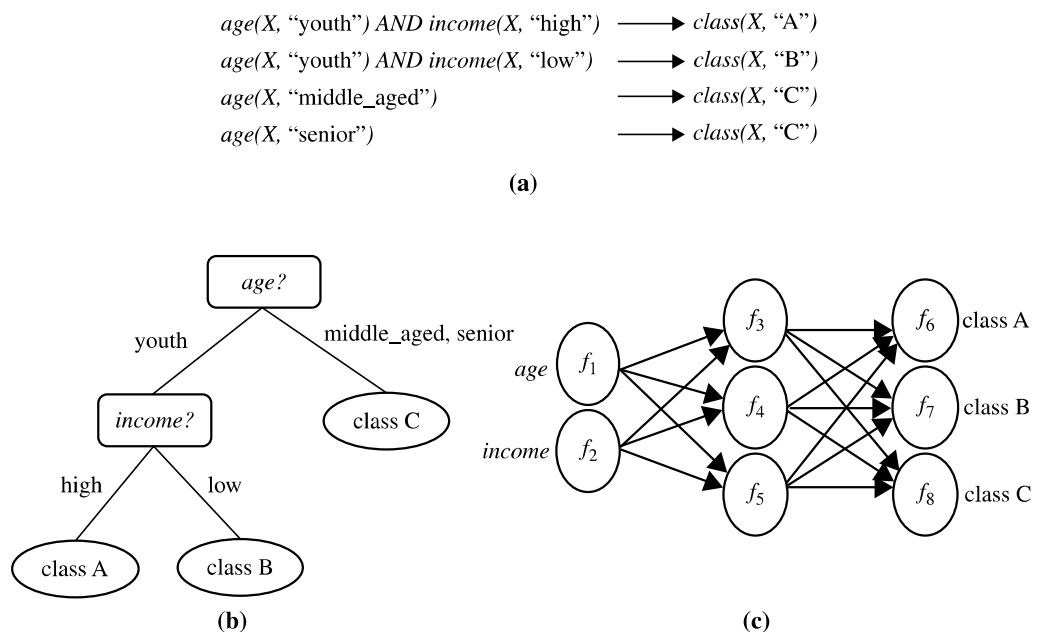 age(X, “youth”) AND income(X, “high”) class(X, “A”)
age(X, “youth”) AND income(X, “low”) class(X, “B”)
age(X, “middle_aged”) class(X, “C”)
age(X, “senior”) class(X, “C”)
(a)
age?
youth
middle_aged, senior
income?
class C
high
low
class A
class B
(b)
age
income
f1
f2
f3
f4
f5
f6 class A
f7 class B
f8 class C
(c)